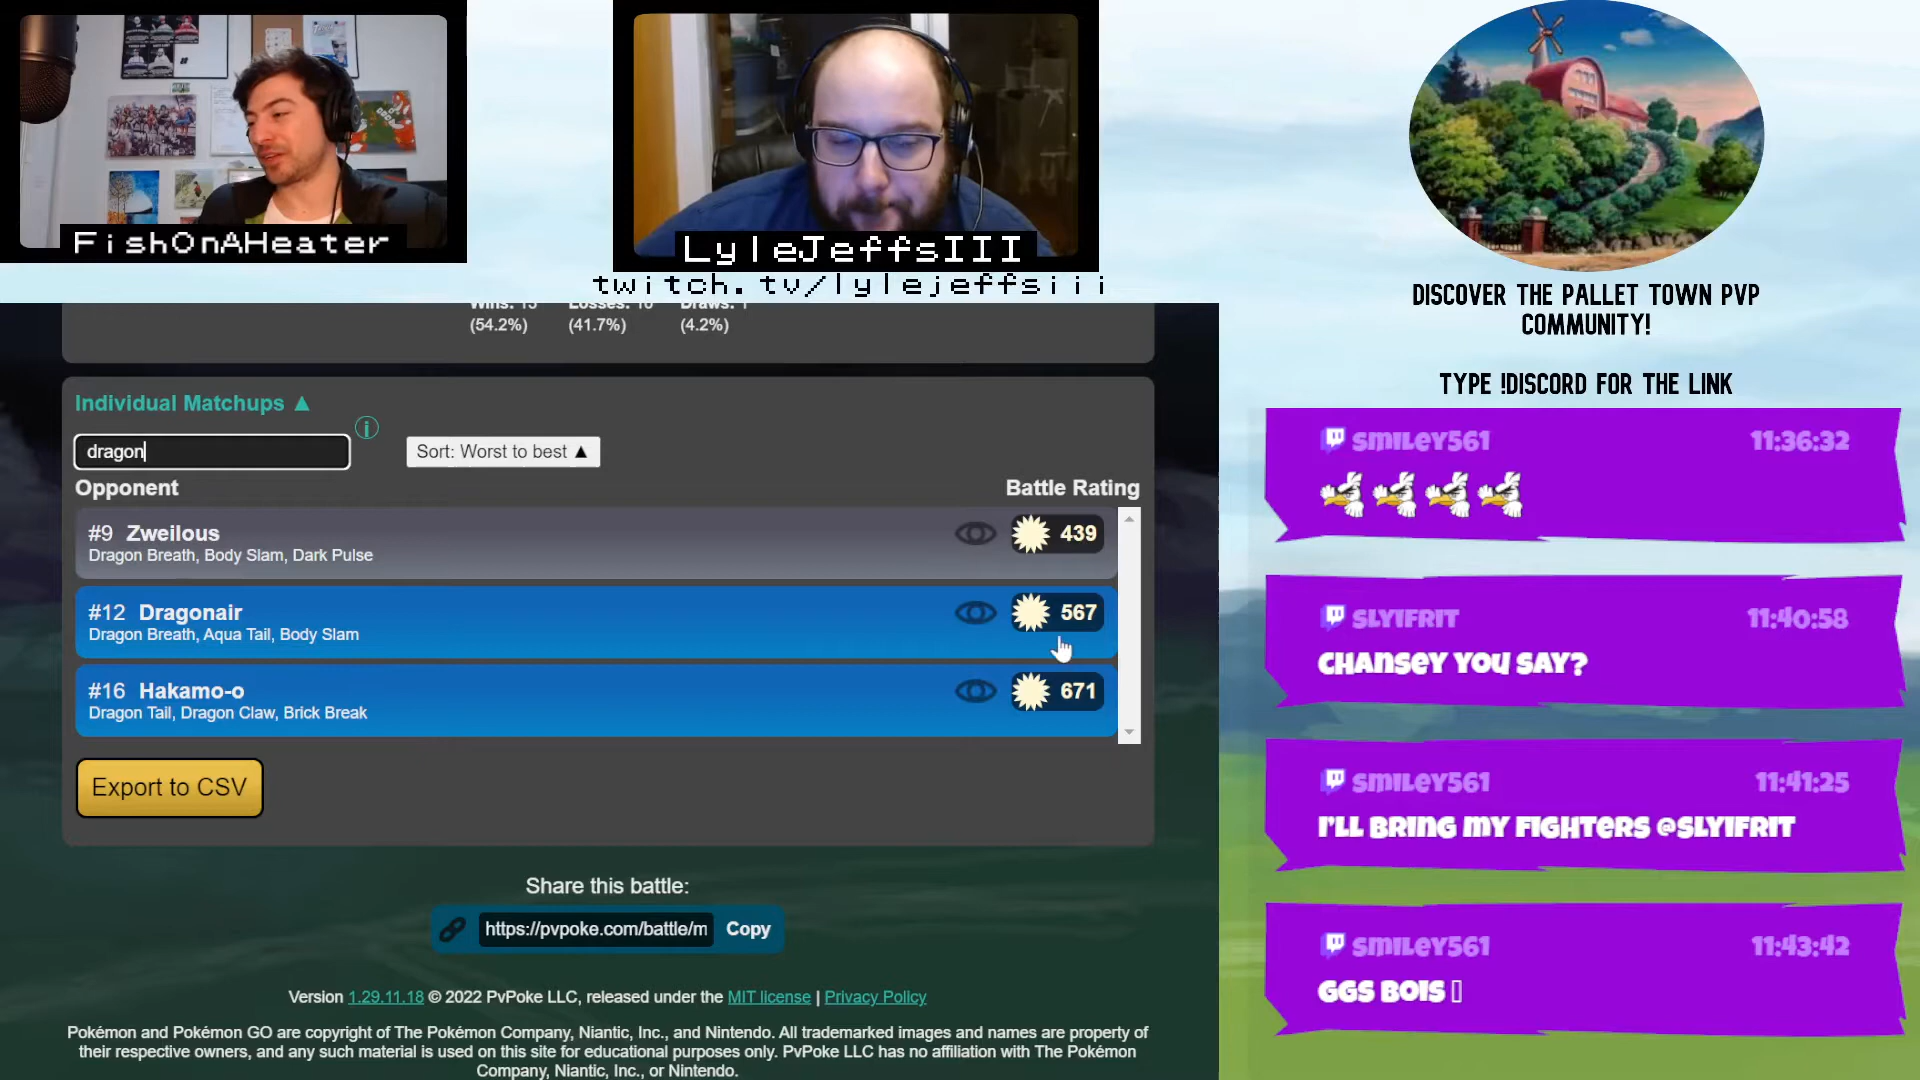 FishOnAHeater
LyleJeffsIII
twitch.tv/lylejeffsiii
DISCOVER THE PALLET TOWN PVP
COMMUNITY!
TYPE !DISCORD FOR THE LINK
(54.2%) (41.7%) (4.2%)
Individual Matchups ▲
dragon
Sort: Worst to best ▲
Opponent Battle Rating
#9 Zweilous 439
Dragon Breath, Body Slam, Dark Pulse
#12 Dragonair 567
Dragon Breath, Aqua Tail, Body Slam
#16 Hakamo-o 671
Dragon Tail, Dragon Claw, Brick Break
Export to CSV
Share this battle:
https://pvpoke.com/battle/m Copy
Version 1.29.11.18 © 2022 PvPoke LLC, released under the MIT license | Privacy Policy
Pokémon and Pokémon GO are copyright of The Pokémon Company, Niantic, Inc., and Nintendo. All trademarked images and names are property of
their respective owners, and any such material is used on this site for educational purposes only. PvPoke LLC has no affiliation with The Pokémon
Company, Niantic, Inc., or Nintendo.
smiley561 11:36:32
SLYIFRIT 11:40:58
CHANSEY YOU SAY?
smiley561 11:41:25
I'LL BRING MY FIGHTERS @SLYIFRIT
smiley561 11:43:42
GGS BOIS